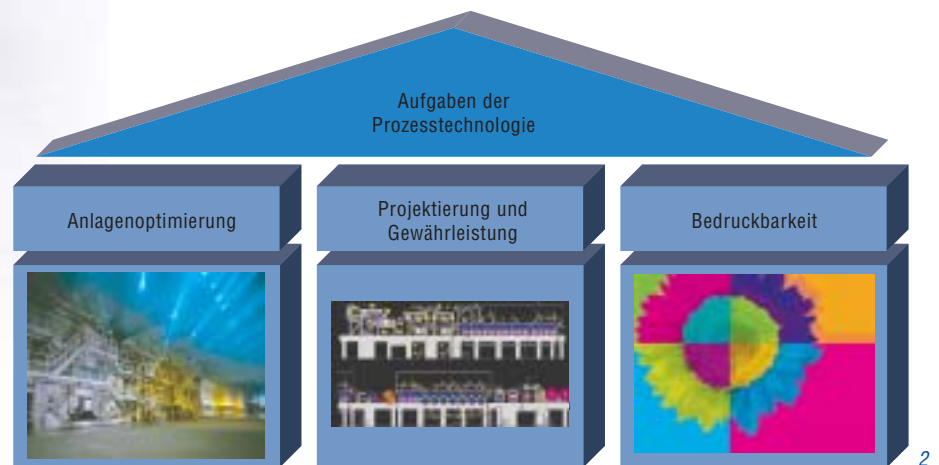 Aufgaben der
Prozesstechnologie
Anlagenoptimierung
Projektierung und
Gewährleistung
Bedruckbarkeit
2